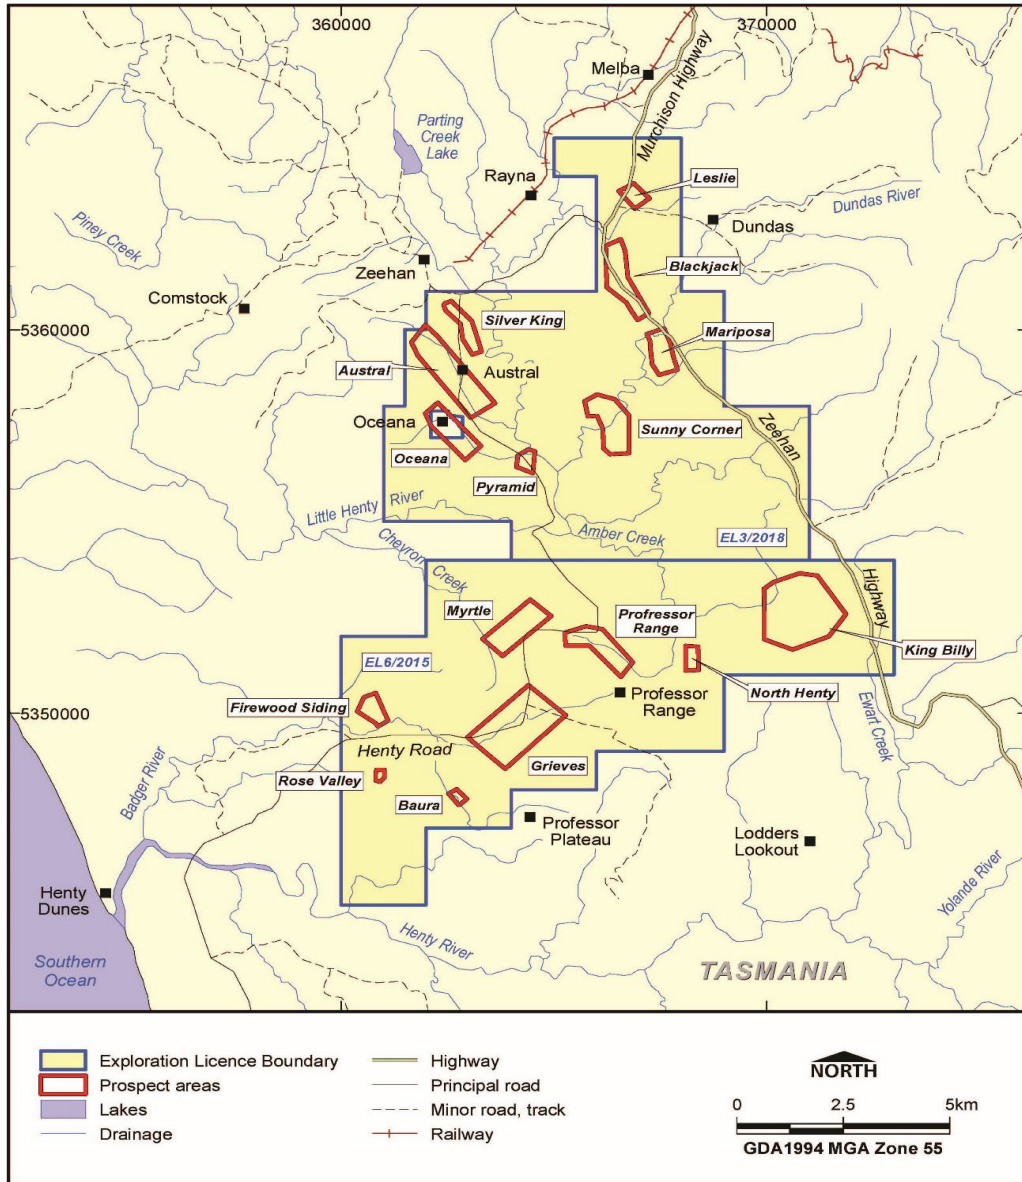 360000
370000
Melba
Murchison Highway
Parting
Creek
Lake
Rayna
Leslie
Dundas River
Dundas
Piney Creek
Zeehan
Blackjack
Comstock
Silver King
5360000
Mariposa
Austral
Austral
Oceana
Sunny Corner
Zeehan
Oceana
Pyramid
Little Henty River
Amber Creek
EL3/2018
Chevron Creek
Highway
Myrtle
Profressor
Range
King Billy
EL6/2015
North Henty
Firewood Siding
Professor
Range
Ewart Creek
5350000
Henty Road
Badger River
Rose Valley
Grieves
Baura
Professor
Plateau
Lodders
Lookout
Henty
Dunes
Yolande River
Henty River
Southern
Ocean
TASMANIA
Exploration Licence Boundary
Prospect areas
Lakes
Drainage
Highway
Principal road
Minor road, track
Railway
NORTH
0 2.5 5km
GDA1994 MGA Zone 55